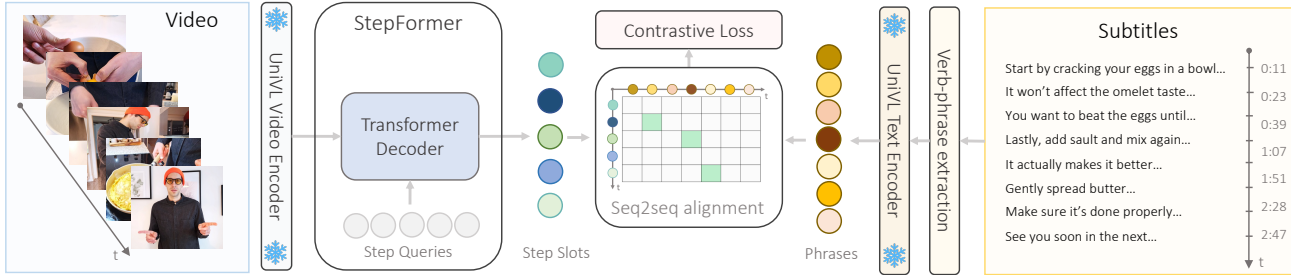 Video
t
UniVL Video Encoder
StepFormer
Transformer
Decoder
Step Queries
Step Slots
Contrastive Loss
t
t
Seq2seq alignment
Phrases
UniVL Text Encoder
Verb-phrase extraction
Subtitles
Start by cracking your eggs in a bowl…
0:11
It won't affect the omelet taste…
0:23
You want to beat the eggs until…
0:39
Lastly, add sault and mix again…
1:07
It actually makes it better…
1:51
Gently spread butter…
2:28
Make sure it's done properly…
2:47
See you soon in the next…
t